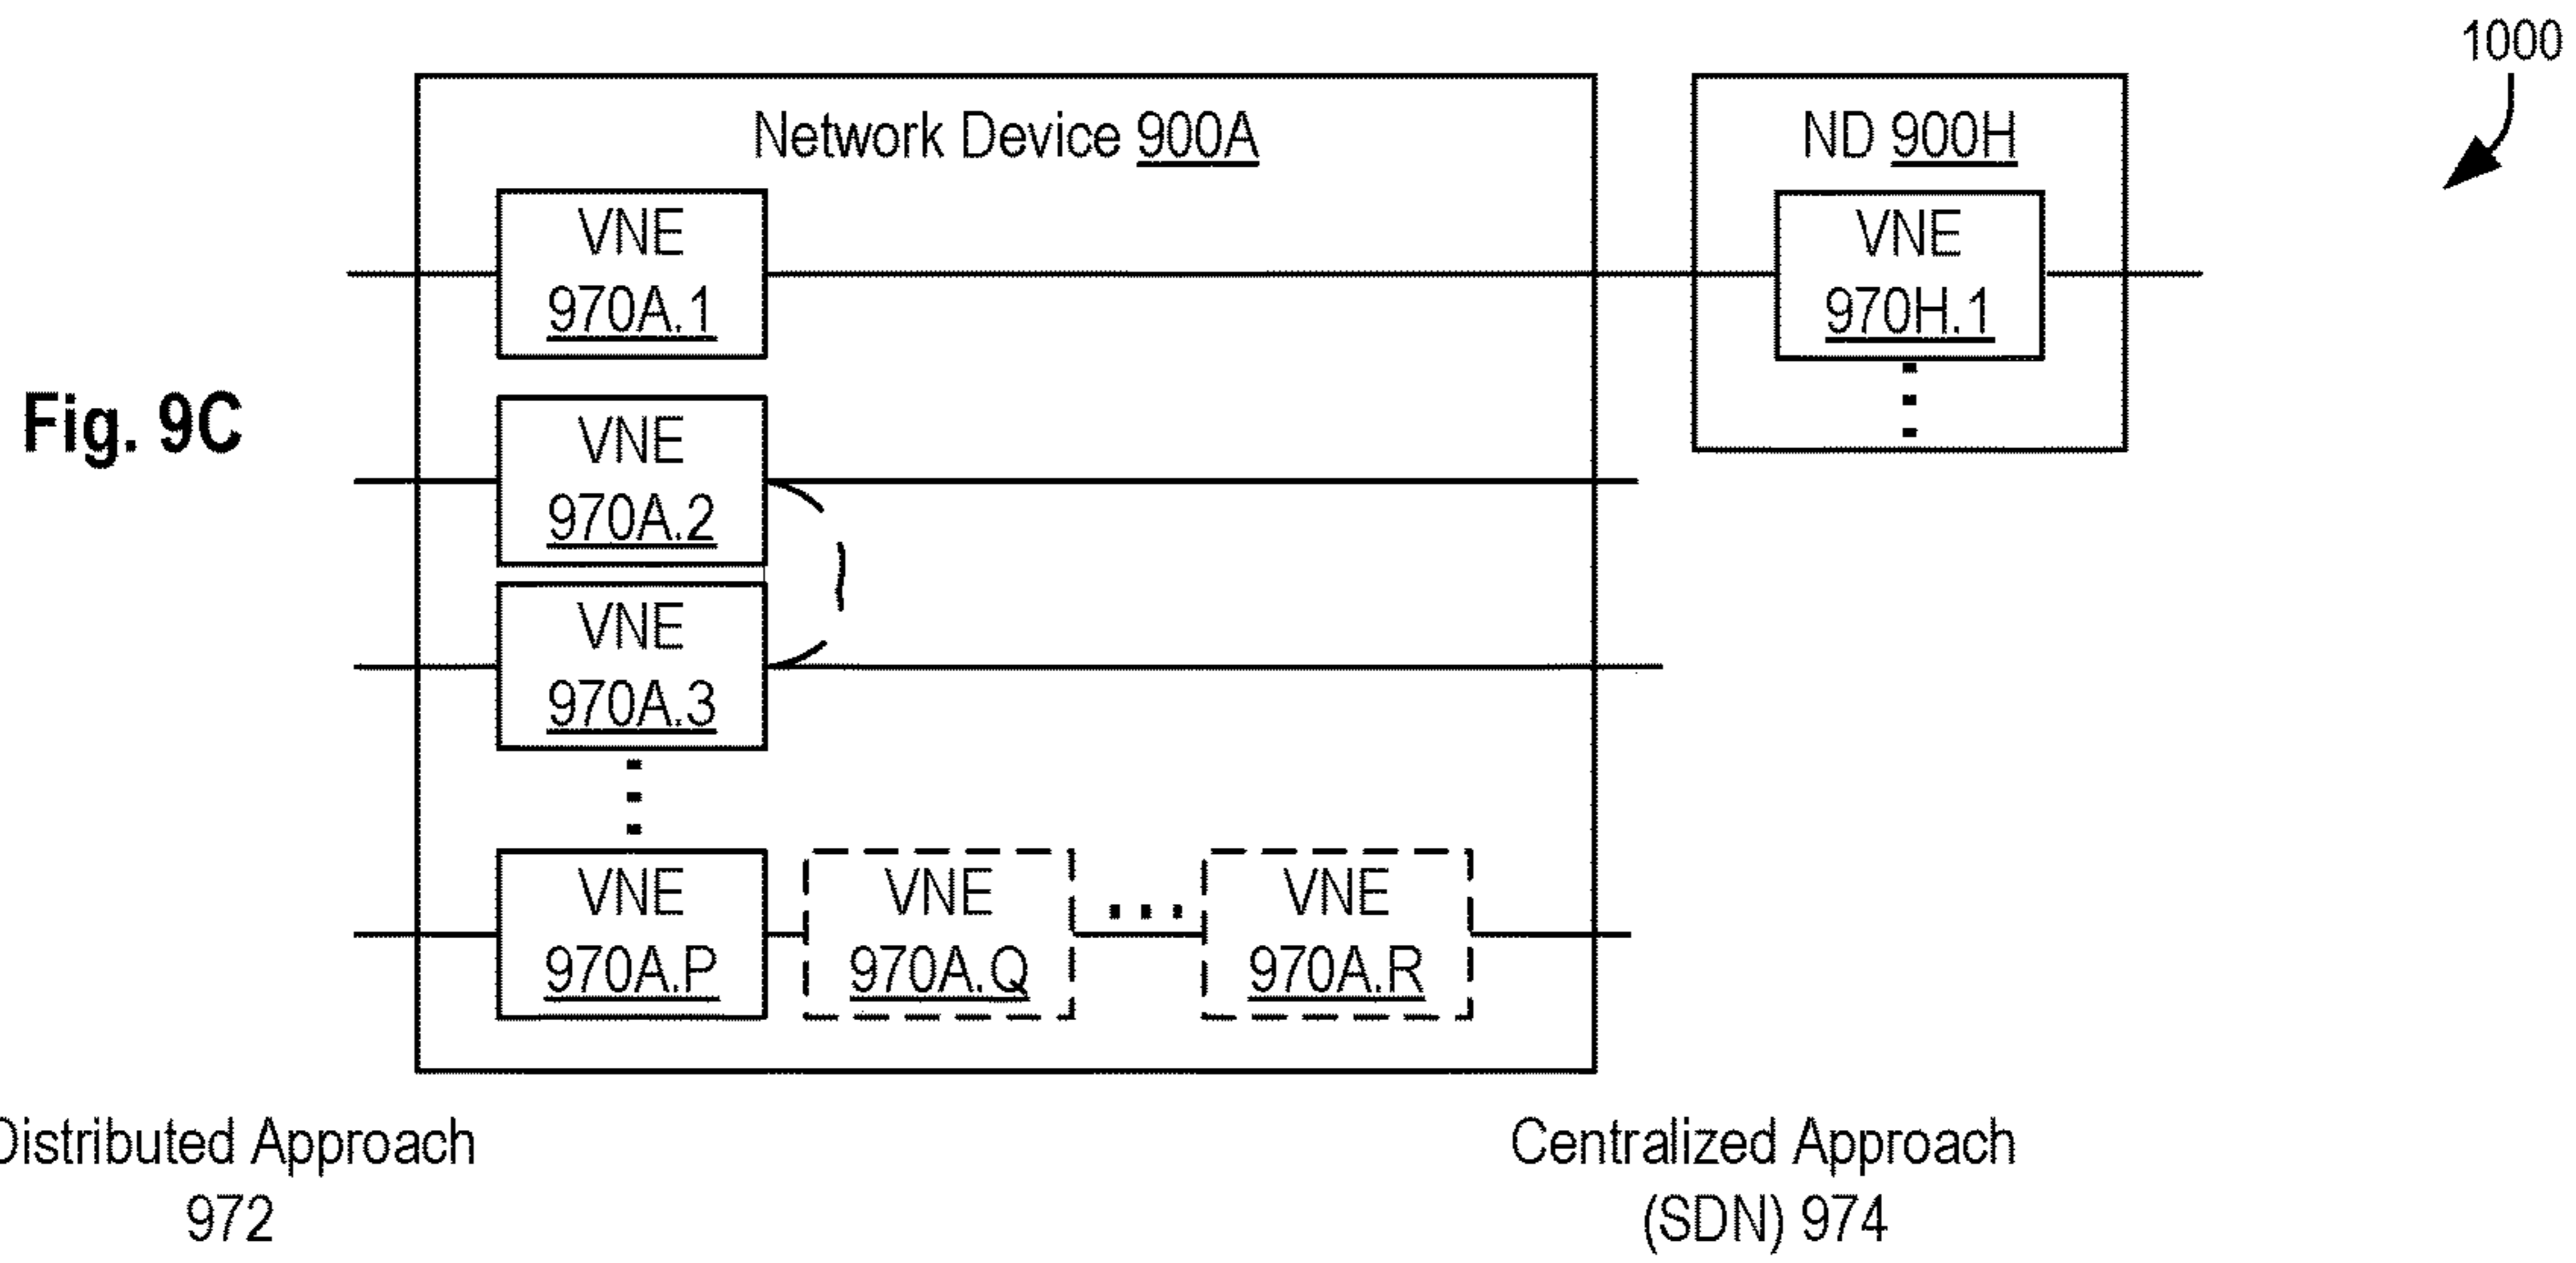 1000
Network Device 900A
ND 900H
VNE
970A.1
VNE
970H.1
Fig. 9C
VNE
970A.2
VNE
970A.3
VNE
970A.P
VNE
970A.Q
...
VNE
970A.R
Distributed Approach
972
Centralized Approach
(SDN) 974